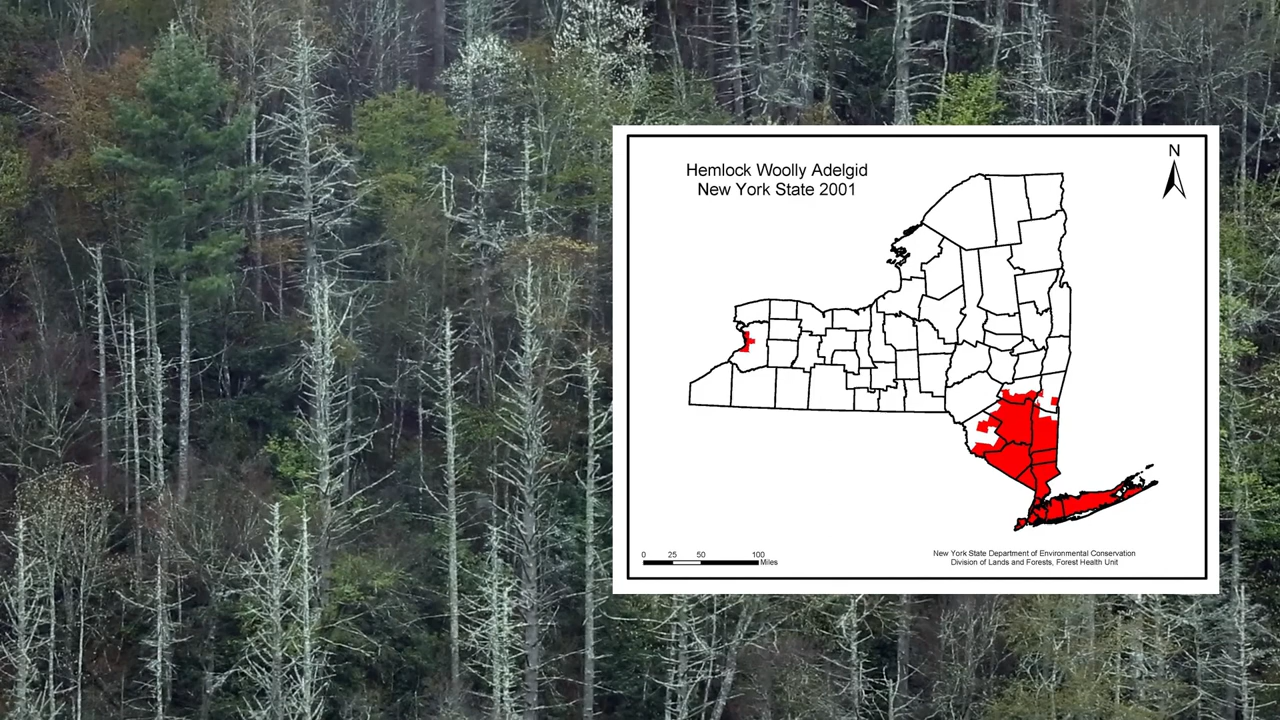 Hemlock Woolly Adelgid
New York State 2001
N
0 25 50 100
Miles
New York State Department of Environmental Conservation
Division of Lands and Forests, Forest Health Unit